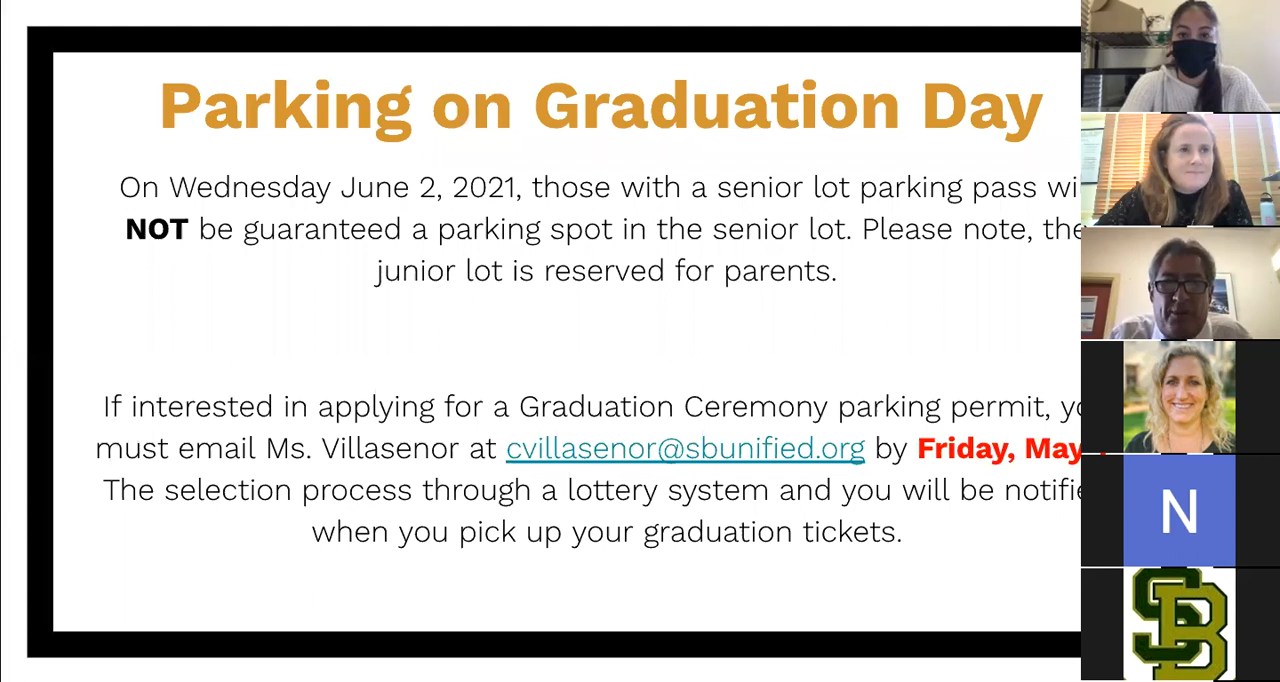 Parking on Graduation Day
On Wednesday June 2, 2021, those with a senior lot parking pass
NOT be guaranteed a parking spot in the senior lot. Please note, the
junior lot is reserved for parents.
If interested in applying for a Graduation Ceremony parking permit,
must email Ms. Villasenor at cvillasenor@sbunified.org by Friday, May
The selection process through a lottery system and you will be
when you pick up your graduation tickets.
N
SB